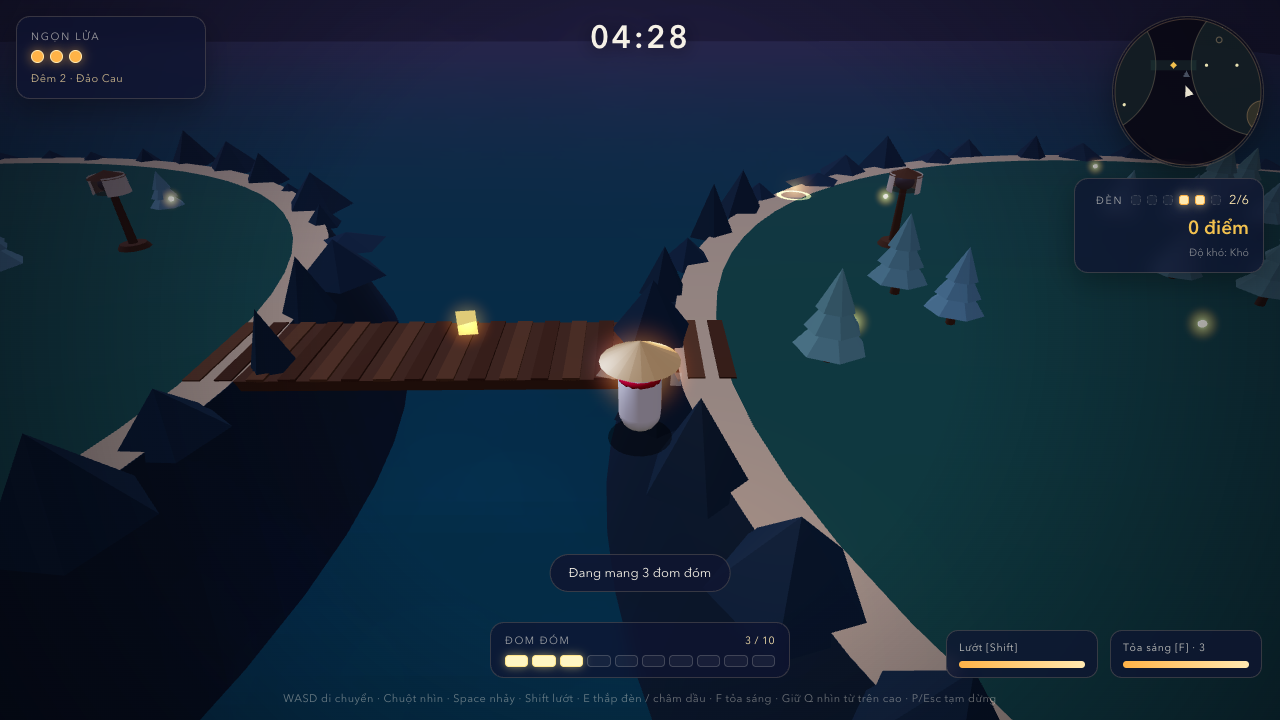 NGỌN LỬA
Đêm 2 · Đảo Cau
04:28
ĐÈN 2/6
0 điểm
Độ khó: Khó
Đang mang 3 đom đóm
ĐOM ĐÓM 3 / 10
Lướt [Shift]
Tỏa sáng [F] · 3
WASD di chuyển · Chuột nhìn · Space nhảy · Shift lướt · E thắp đèn / châm dầu · F tỏa sáng · Giữ Q nhìn từ trên cao · P/Esc tạm dừng